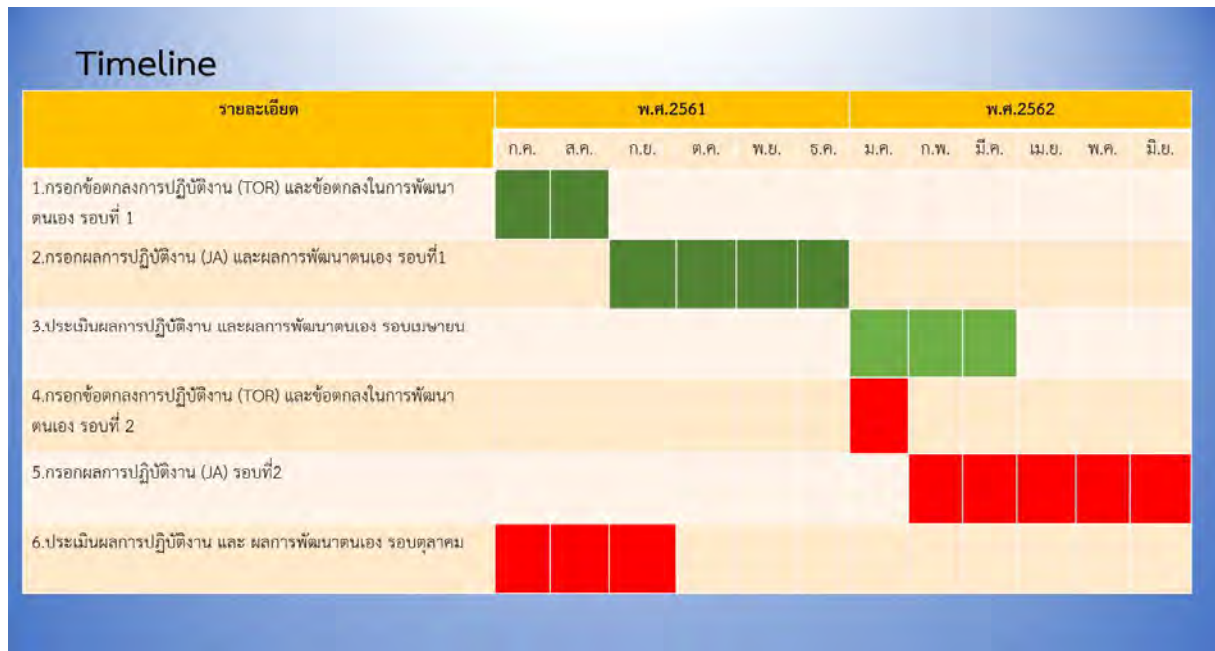 Timeline
รายละเอียด พ.ศ.2561 พ.ศ.2562
ก.ค. ส.ค. ก.ย. ต.ค. พ.ย. ธ.ค. ม.ค. ก.พ. มี.ค. เม.ย. พ.ค. มิ.ย.
1.กรอกข้อตกลงการปฏิบัติงาน (TOR) และข้อตกลงในการพัฒนา
ตนเอง รอบที่ 1
2.กรอกผลการปฏิบัติงาน (JA) และผลการพัฒนาตนเอง รอบที่1
3.ประเมินผลการปฏิบัติงาน และผลการพัฒนาตนเอง รอบเมษายน
4.กรอกข้อตกลงการปฏิบัติงาน (TOR) และข้อตกลงในการพัฒนา
ตนเอง รอบที่ 2
5.กรอกผลการปฏิบัติงาน (JA) รอบที่2
6.ประเมินผลการปฏิบัติงาน และ ผลการพัฒนาตนเอง รอบตุลาคม